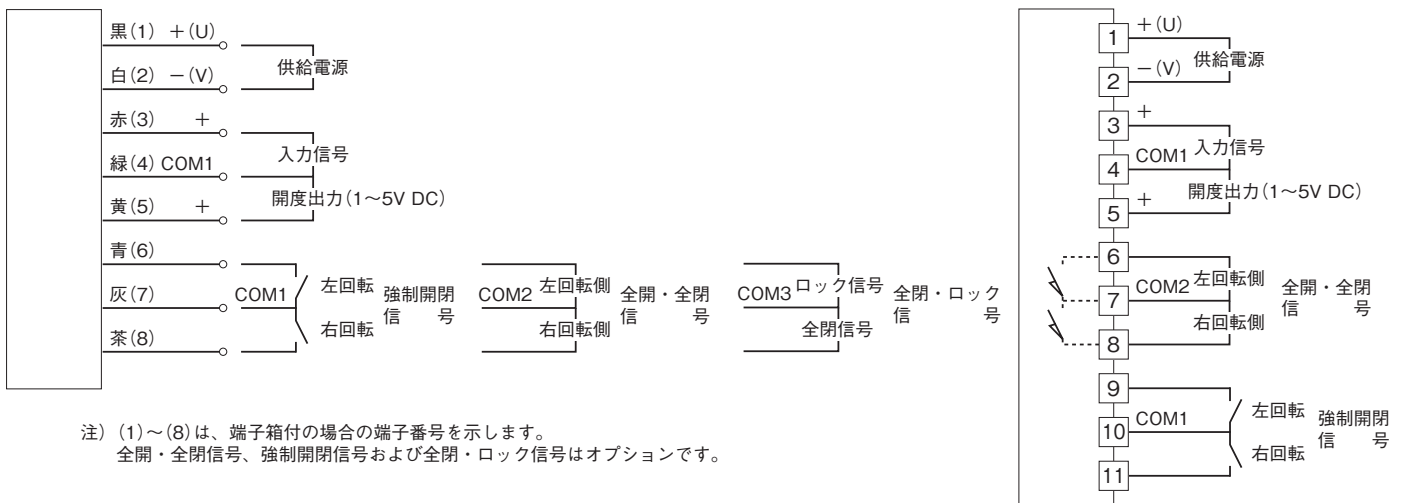 黒(1) +(U)
供給電源
白(2) -(V)
赤(3) +
入力信号
緑(4) COM1
開度出力(1～5V DC)
黄(5) +
青(6)
灰(7)
茶(8)
COM1
左回転
右回転
強制開閉
信 号
COM2
左回転側
右回転側
全開・全閉
信 号
COM3
ロック信号
全閉信号
全閉・ロック
信 号
注) (1)～(8)は、端子箱付の場合の端子番号を示します。
全開・全閉信号、強制開閉信号および全閉・ロック信号はオプションです。
1 +(U)
供給電源
2 -(V)
3 +
入力信号
4 COM1
開度出力(1～5V DC)
5 +
6
左回転側
7 COM2
右回転側
8
全開・全閉
信 号
9
左回転
10 COM1
右回転
11
強制開閉
信 号